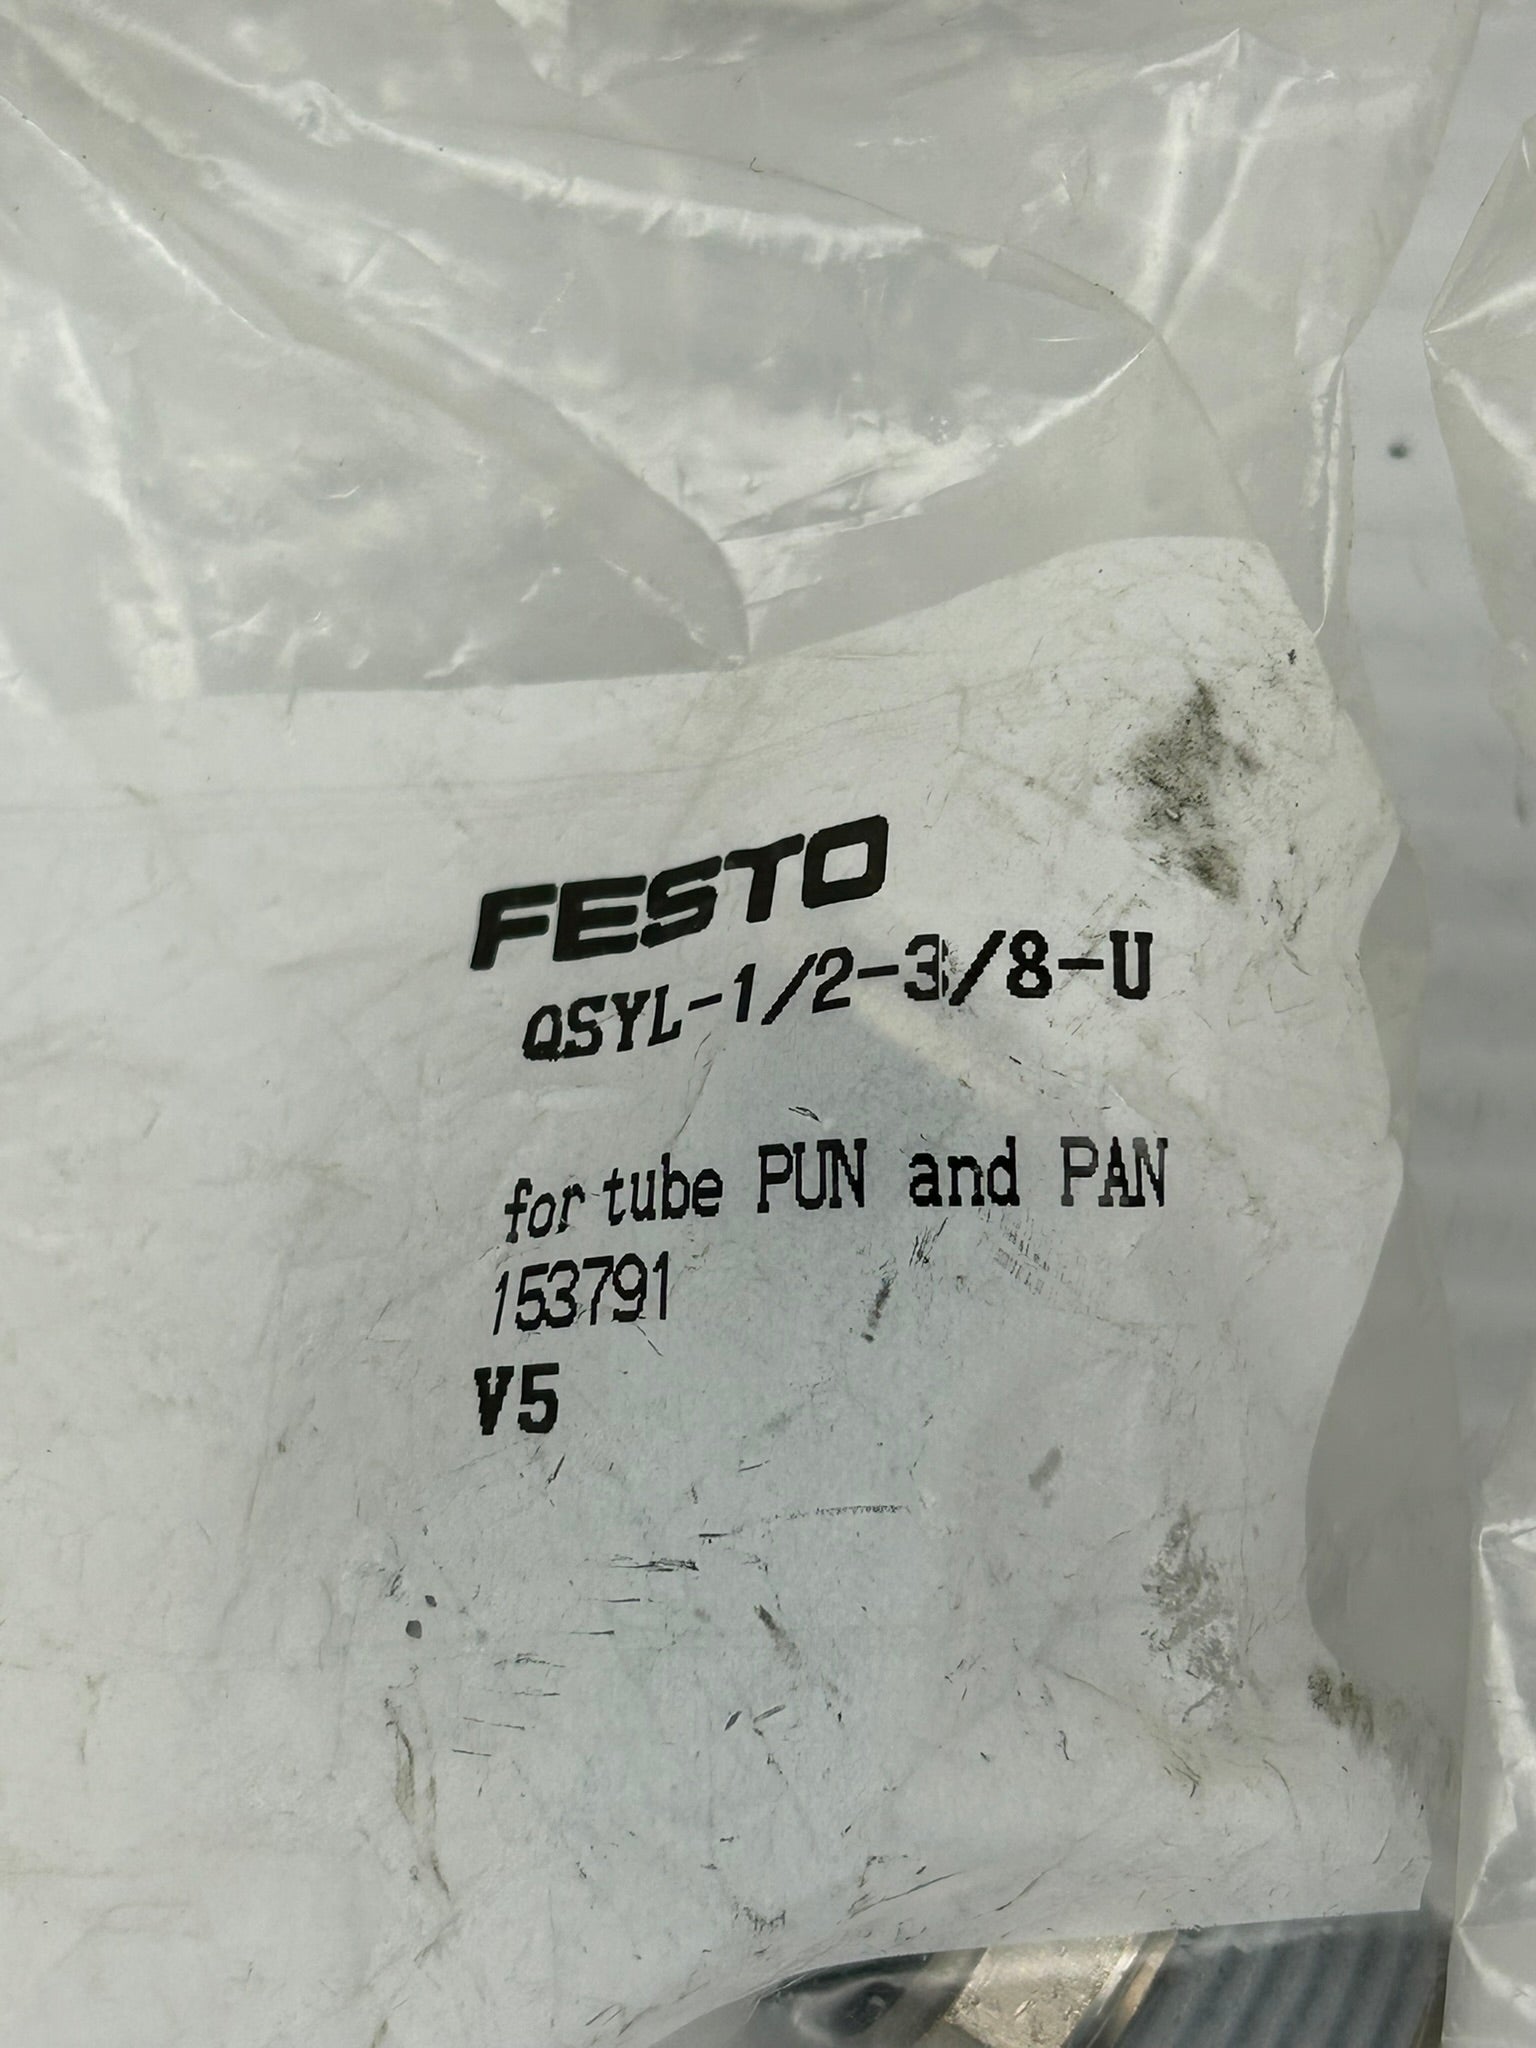 FESTO
QSYL-1/2-3/8-U
for tube PUN and PAN
153791
V5